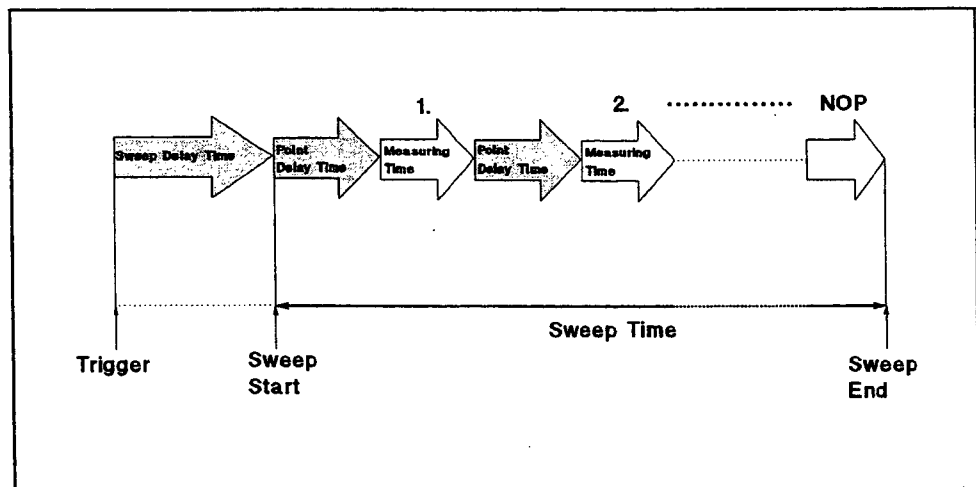 1.
2.
NOP
Sweep Delay Time
Point
Delay Time
Measuring
Time
Point
Delay Time
Measuring
Time
Sweep Time
Trigger
Sweep
Start
Sweep
End